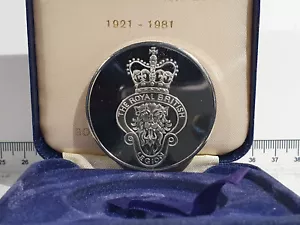 1921 - 1981
THE ROYAL BRITISH
LEGION